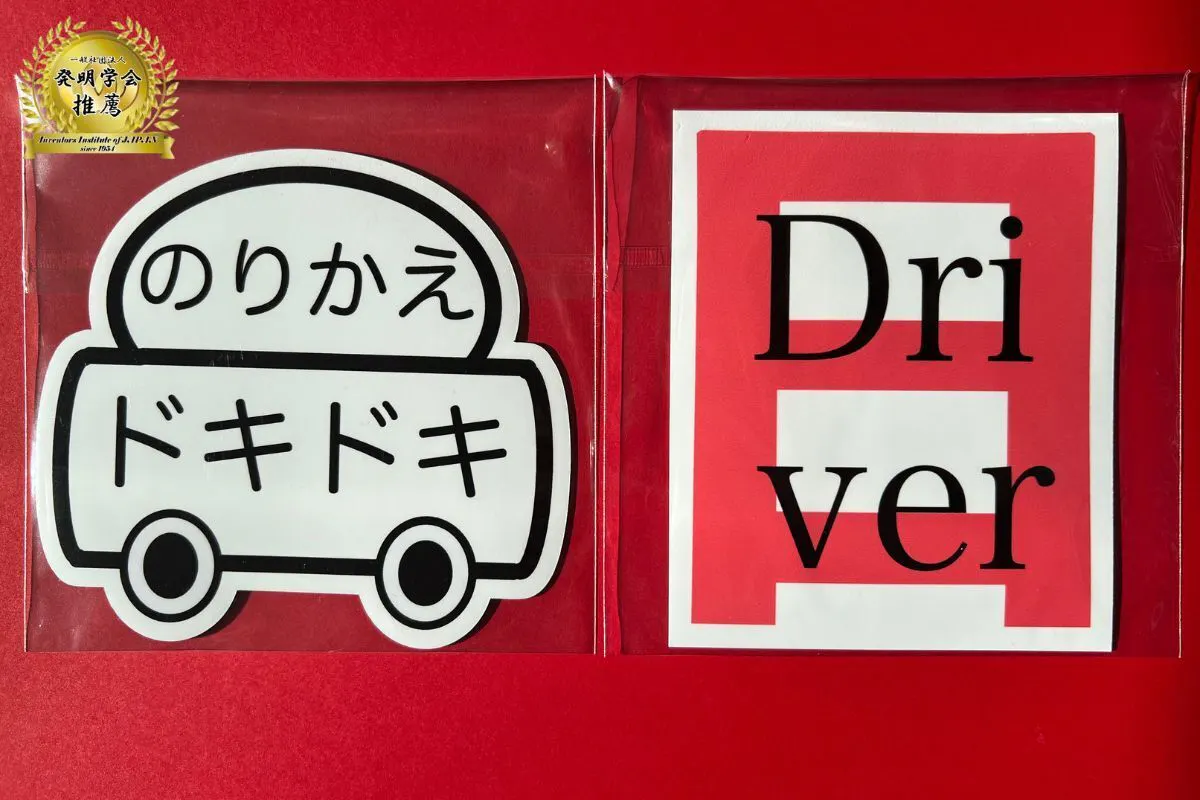 一般社団法人
発明学会
推薦
Inventors Institute of JAPAN
since 1954
のりかえ
ドキドキ
Dri
ver